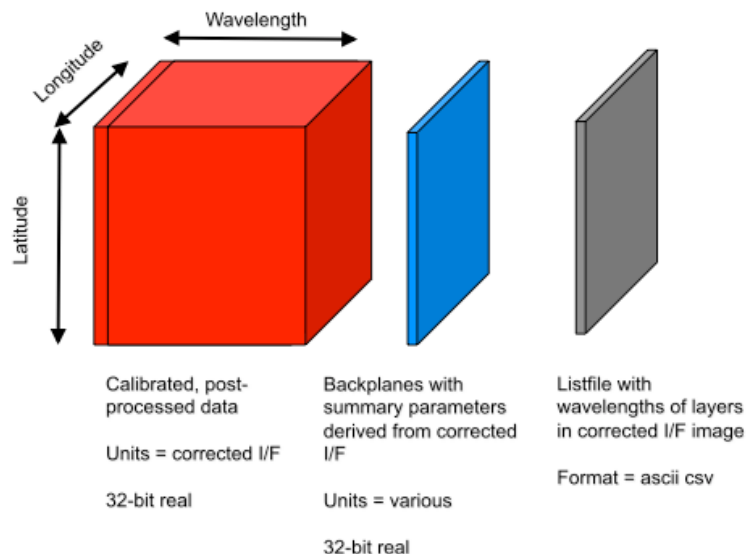 Wavelength
Longitude
Latitude
Calibrated, post-
processed data
Units = corrected I/F
32-bit real
Backplanes with
summary parameters
derived from corrected
I/F
Units = various
32-bit real
Listfile with
wavelengths of layers
in corrected I/F image
Format = ascii csv